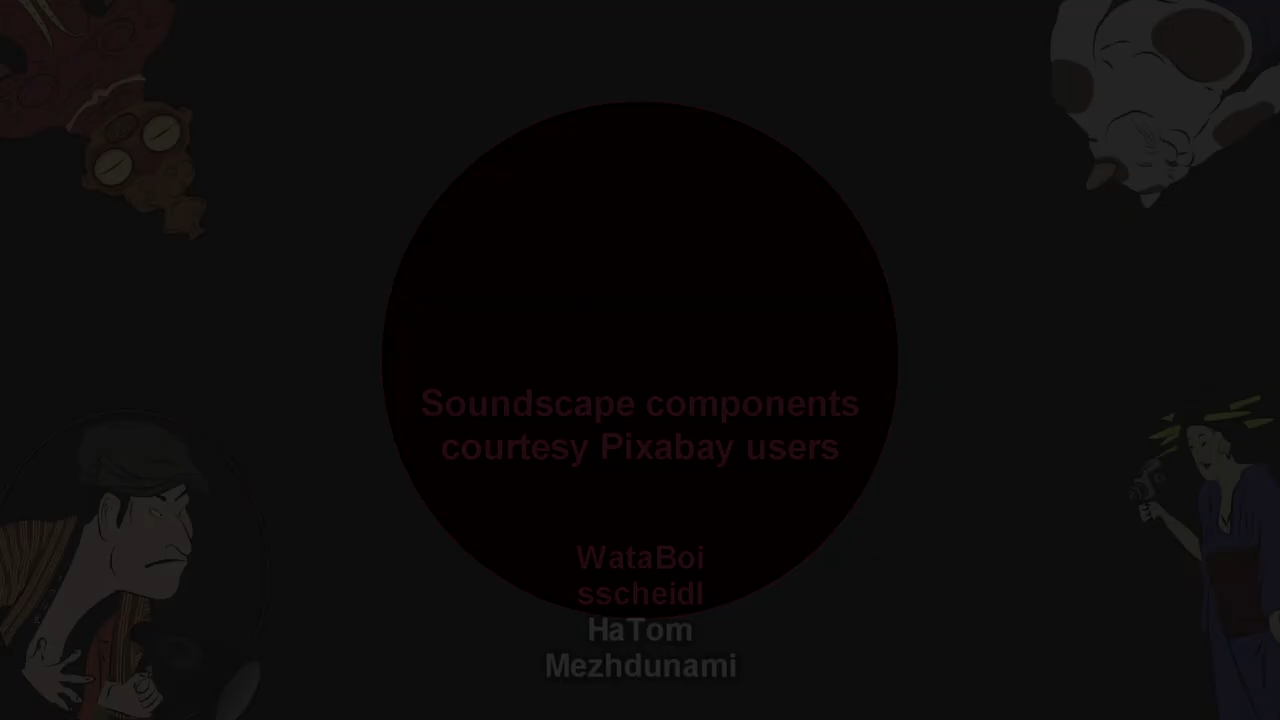 Soundscape components
courtesy Pixabay users
WataBoi
sscheidl
HaTom
Mezhdunami